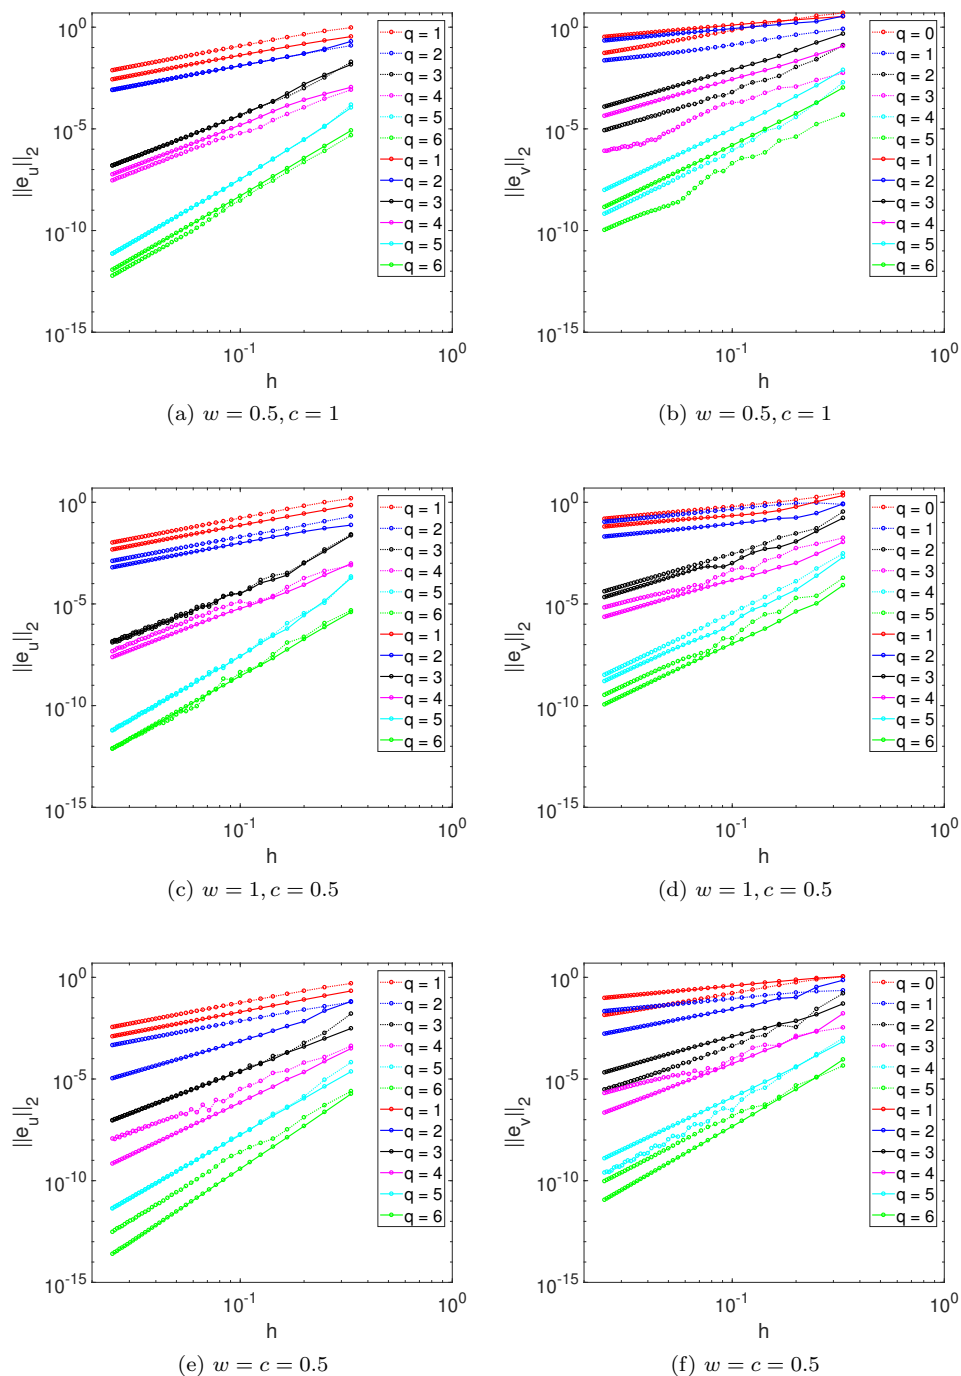 10^0
10^{-5}
10^{-10}
10^{-15}
||e_u||_2
10^{-1}
10^0
h
q = 1
q = 2
q = 3
q = 4
q = 5
q = 6
q = 1
q = 2
q = 3
q = 4
q = 5
q = 6
(a) w = 0.5, c = 1
10^0
10^{-5}
10^{-10}
10^{-15}
||e_v||_2
10^{-1}
10^0
h
q = 0
q = 1
q = 2
q = 3
q = 4
q = 5
q = 1
q = 2
q = 3
q = 4
q = 5
q = 6
(b) w = 0.5, c = 1
10^0
10^{-5}
10^{-10}
10^{-15}
||e_u||_2
10^{-1}
10^0
h
q = 1
q = 2
q = 3
q = 4
q = 5
q = 6
q = 1
q = 2
q = 3
q = 4
q = 5
q = 6
(c) w = 1, c = 0.5
10^0
10^{-5}
10^{-10}
10^{-15}
||e_v||_2
10^{-1}
10^0
h
q = 0
q = 1
q = 2
q = 3
q = 4
q = 5
q = 1
q = 2
q = 3
q = 4
q = 5
q = 6
(d) w = 1, c = 0.5
10^0
10^{-5}
10^{-10}
10^{-15}
||e_u||_2
10^{-1}
10^0
h
q = 1
q = 2
q = 3
q = 4
q = 5
q = 6
q = 1
q = 2
q = 3
q = 4
q = 5
q = 6
(e) w = c = 0.5
10^0
10^{-5}
10^{-10}
10^{-15}
||e_v||_2
10^{-1}
10^0
h
q = 0
q = 1
q = 2
q = 3
q = 4
q = 5
q = 1
q = 2
q = 3
q = 4
q = 5
q = 6
(f) w = c = 0.5